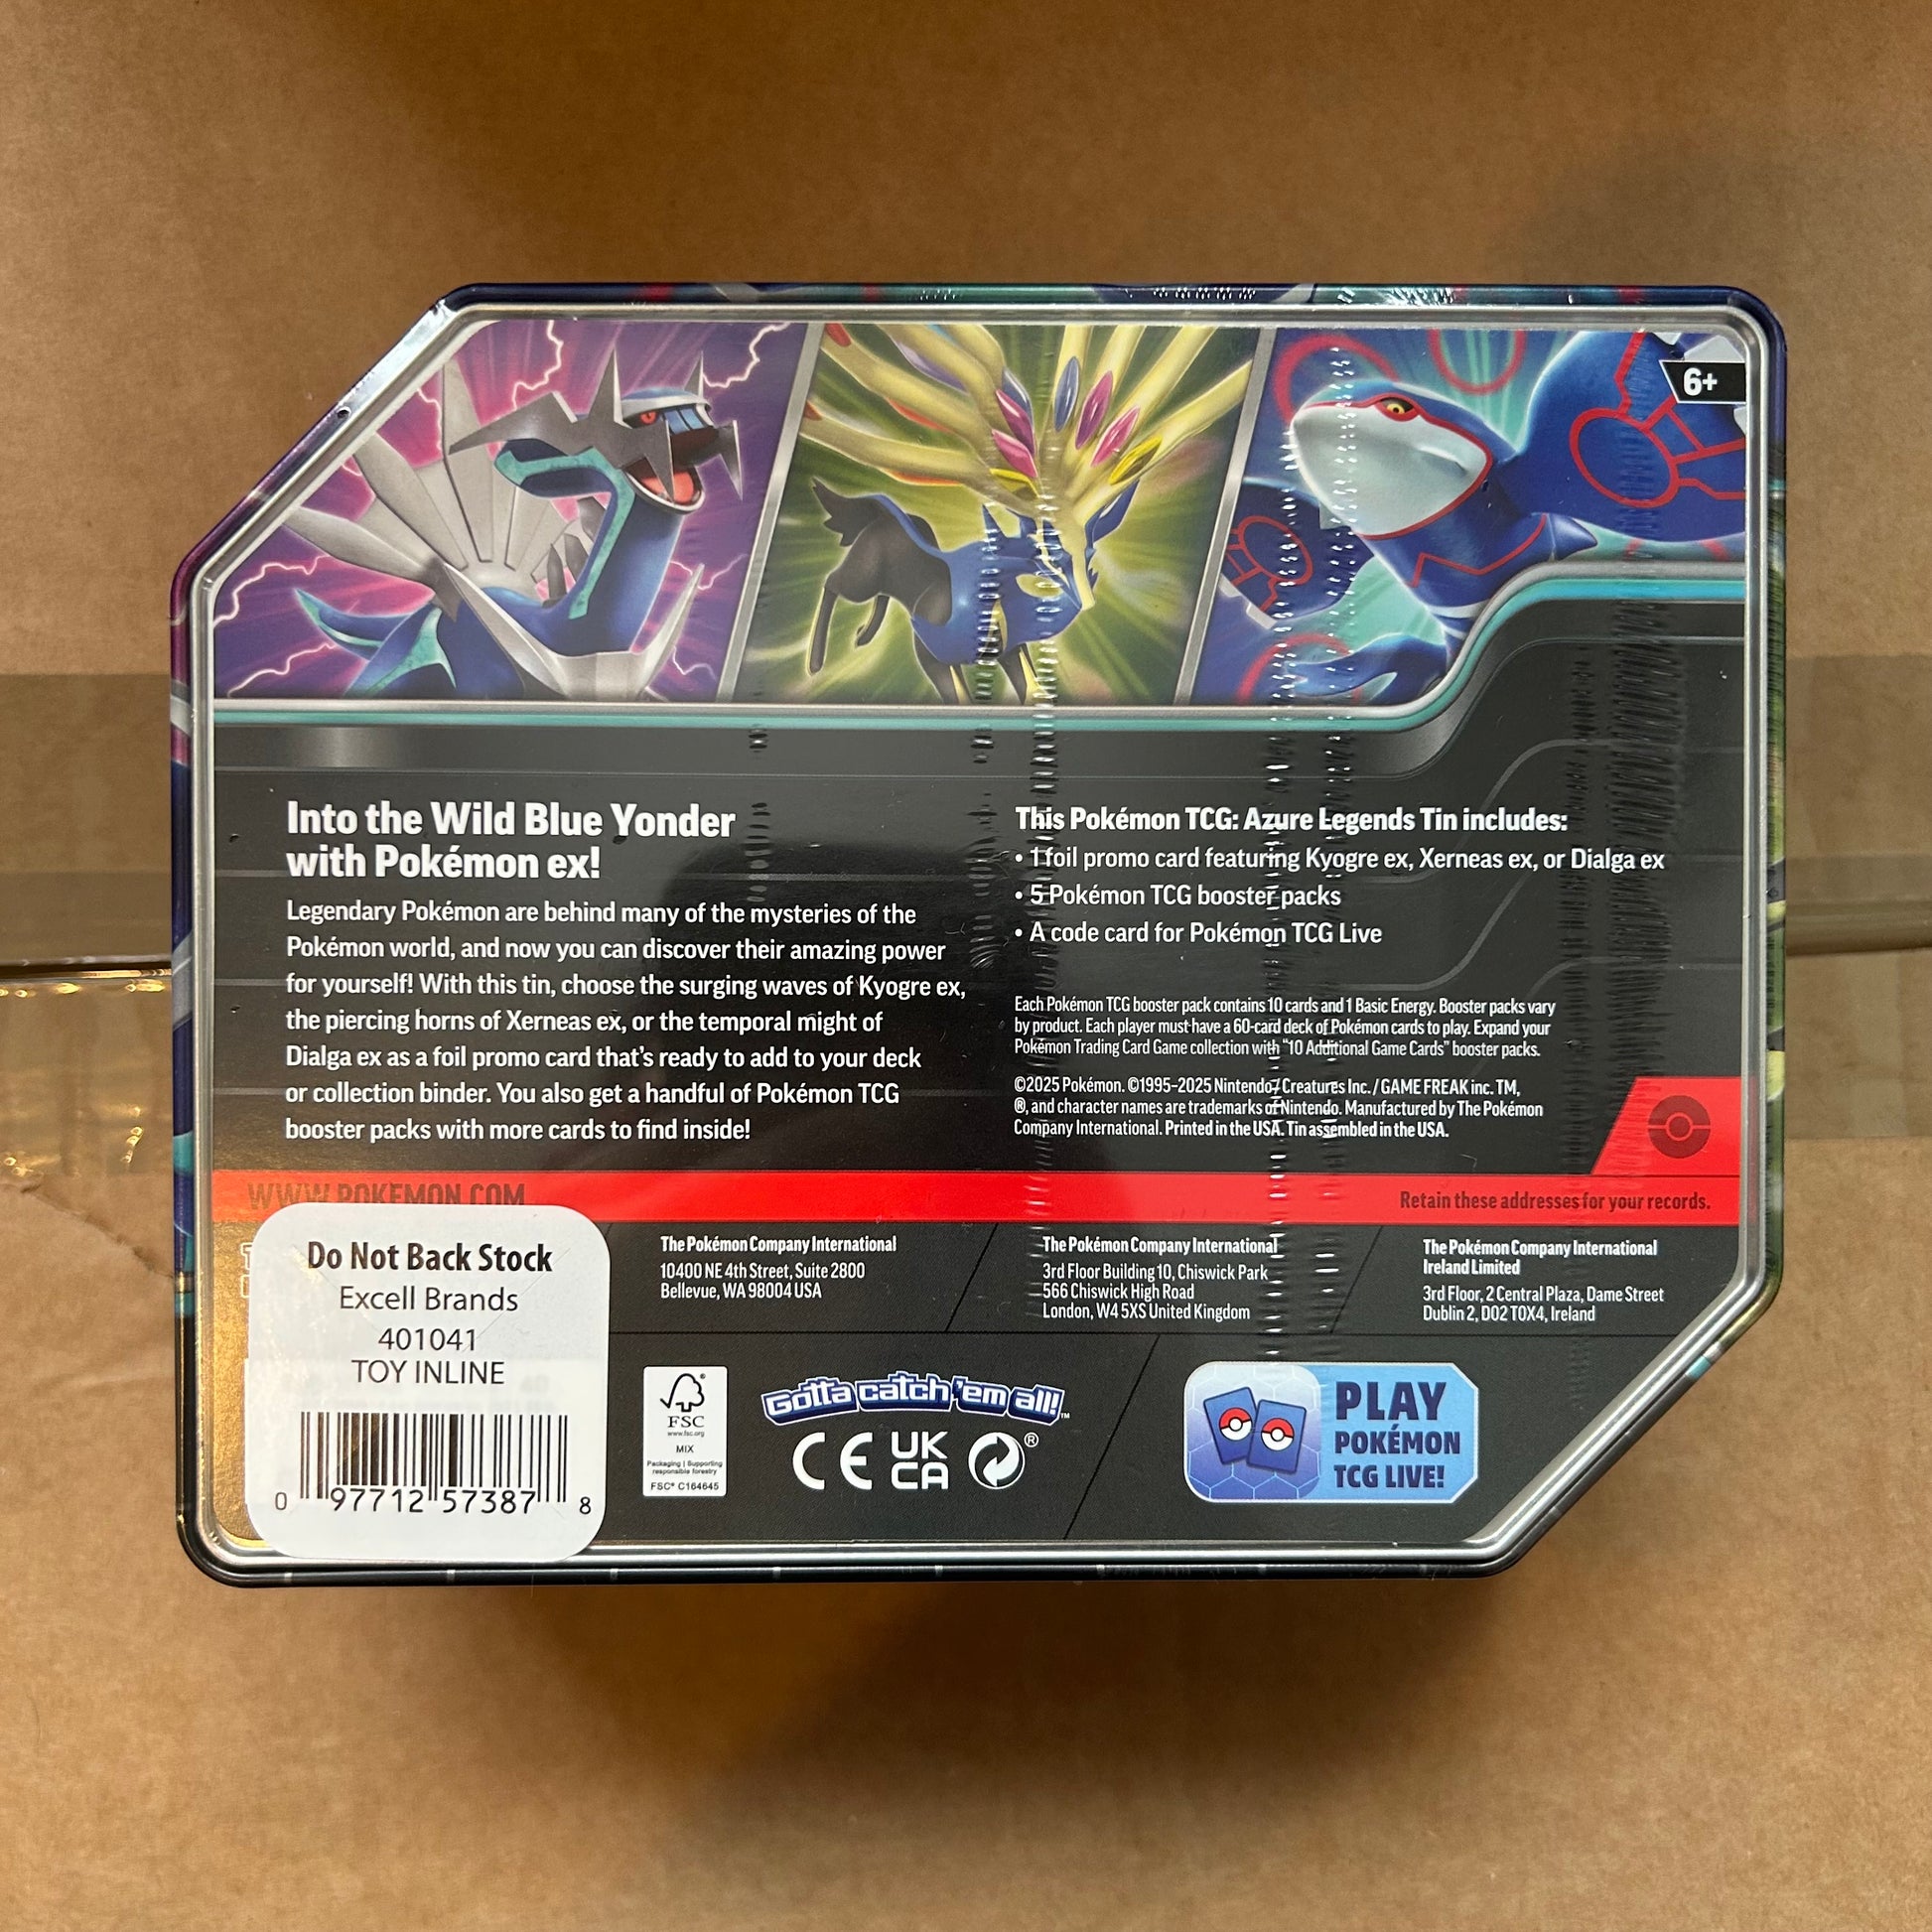 6+
Into the Wild Blue Yonder
with Pokémon ex!
Legendary Pokémon are behind many of the mysteries of the
Pokémon world, and now you can discover their amazing power
for yourself! With this tin, choose the surging waves of Kyogre ex,
the piercing horns of Xerneas ex, or the temporal might of
Dialga ex as a foil promo card that's ready to add to your deck
or collection binder. You also get a handful of Pokémon TCG
booster packs with more cards to find inside!
This Pokémon TCG: Azure Legends Tin includes:
• 1 foil promo card featuring Kyogre ex, Xerneas ex, or Dialga ex
• 5 Pokémon TCG booster packs
• A code card for Pokémon TCG Live
Each Pokémon TCG booster pack contains 10 cards and 1 Basic Energy. Booster packs vary
by product. Each player must have a 60-card deck of Pokémon cards to play. Expand your
Pokémon Trading Card Game collection with "10 Additional Game Cards" booster packs.
©2025 Pokémon. ©1995–2025 Nintendo / Creatures Inc. / GAME FREAK inc. TM,
®, and character names are trademarks of Nintendo. Manufactured by The Pokémon
Company International. Printed in the USA. Tin assembled in the USA.
WWW.POKEMON.COM
Retain these addresses for your records.
Do Not Back Stock
Excell Brands
401041
TOY INLINE
0 97712 57387 8
The Pokémon Company International
10400 NE 4th Street, Suite 2800
Bellevue, WA 98004 USA
The Pokémon Company International
3rd Floor Building 10, Chiswick Park
566 Chiswick High Road
London, W4 5XS United Kingdom
The Pokémon Company International
Ireland Limited
3rd Floor, 2 Central Plaza, Dame Street
Dublin 2, D02 T0X4, Ireland
FSC
www.fsc.org
MIX
Packaging | Supporting
responsible forestry
FSC® C164645
Gotta catch 'em all!™
CE UK
CA ®
PLAY
POKÉMON
TCG LIVE!